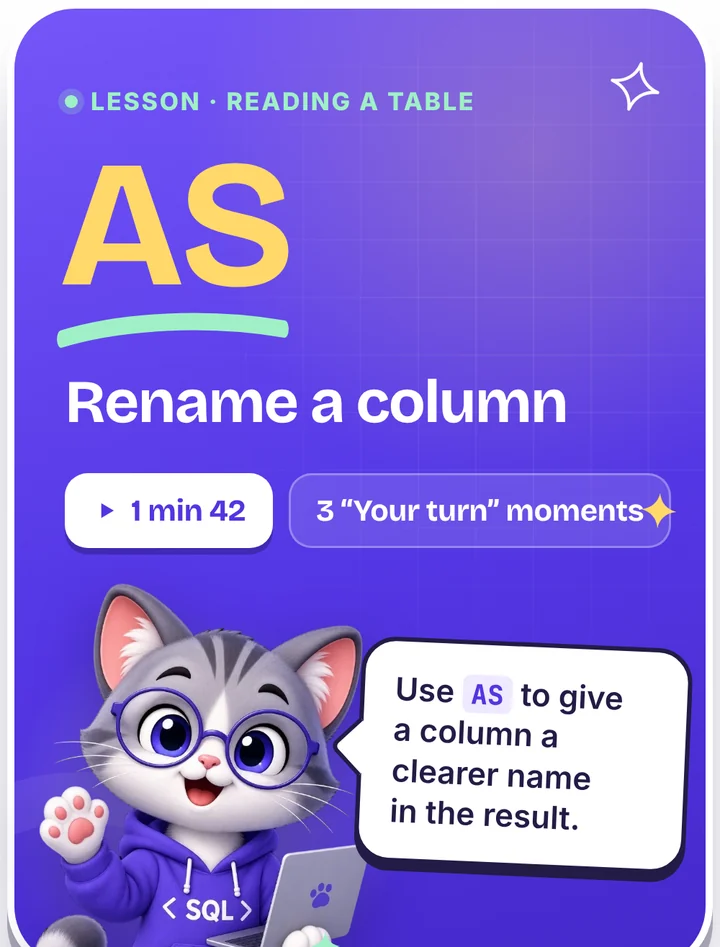 LESSON · READING A TABLE
AS
Rename a column
1 min 42
3 “Your turn” moments
Use AS to give
a column a
clearer name
in the result.
< SQL >